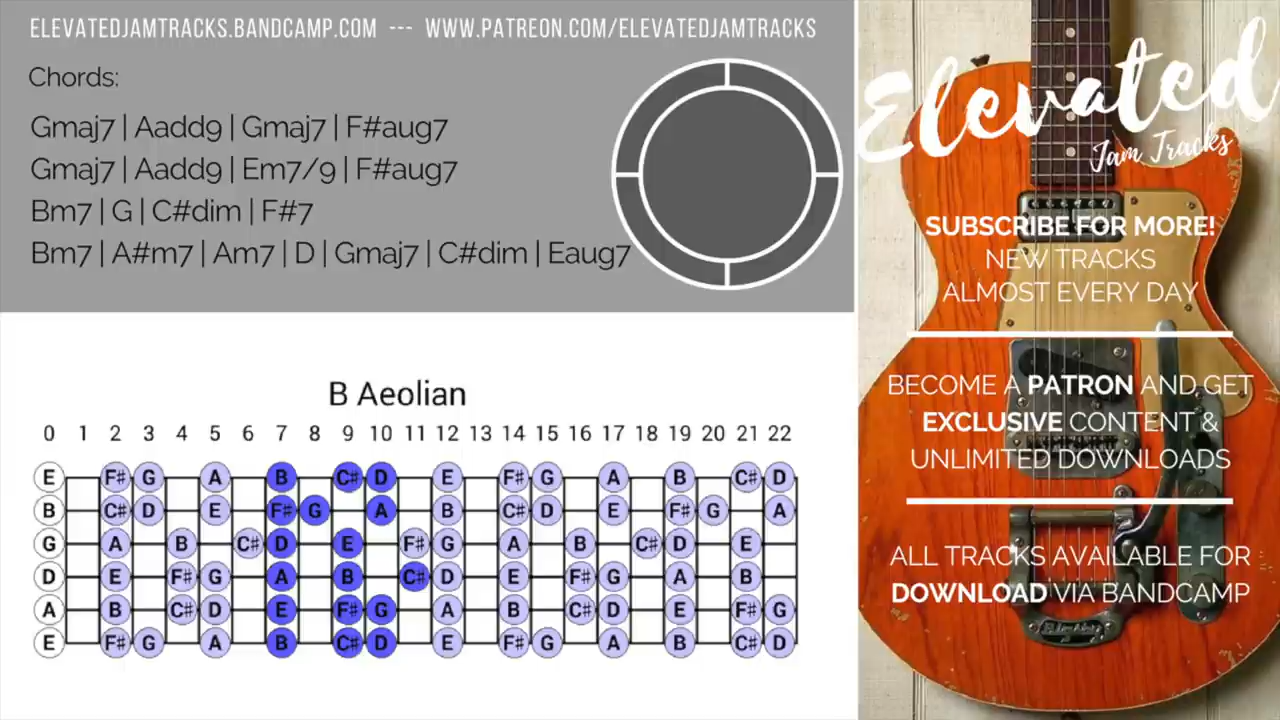 ELEVATEDJAMTRACKS.BANDCAMP.COM --- WWW.PATREON.COM/ELEVATEDJAMTRACKS
Chords:
Gmaj7 | Aadd9 | Gmaj7 | F#aug7
Gmaj7 | Aadd9 | Em7/9 | F#aug7
Bm7 | G | C#dim | F#7
Bm7 | A#m7 | Am7 | D | Gmaj7 | C#dim | Eaug7
B Aeolian
0 1 2 3 4 5 6 7 8 9 10 11 12 13 14 15 16 17 18 19 20 21 22
E F# G A B C# D E F# G A B C# D
B C# D E F# G A B C# D E F# G A
G A B C# D E F# G A B C# D E
D E F# G A B C# D E F# G A B
A B C# D E F# G A B C# D E F# G
E F# G A B C# D E F# G A B C# D
Elevated
Jam Tracks
SUBSCRIBE FOR MORE!
NEW TRACKS
ALMOST EVERY DAY
BECOME A PATRON AND GET
EXCLUSIVE CONTENT &
UNLIMITED DOWNLOADS
ALL TRACKS AVAILABLE FOR
DOWNLOAD VIA BANDCAMP